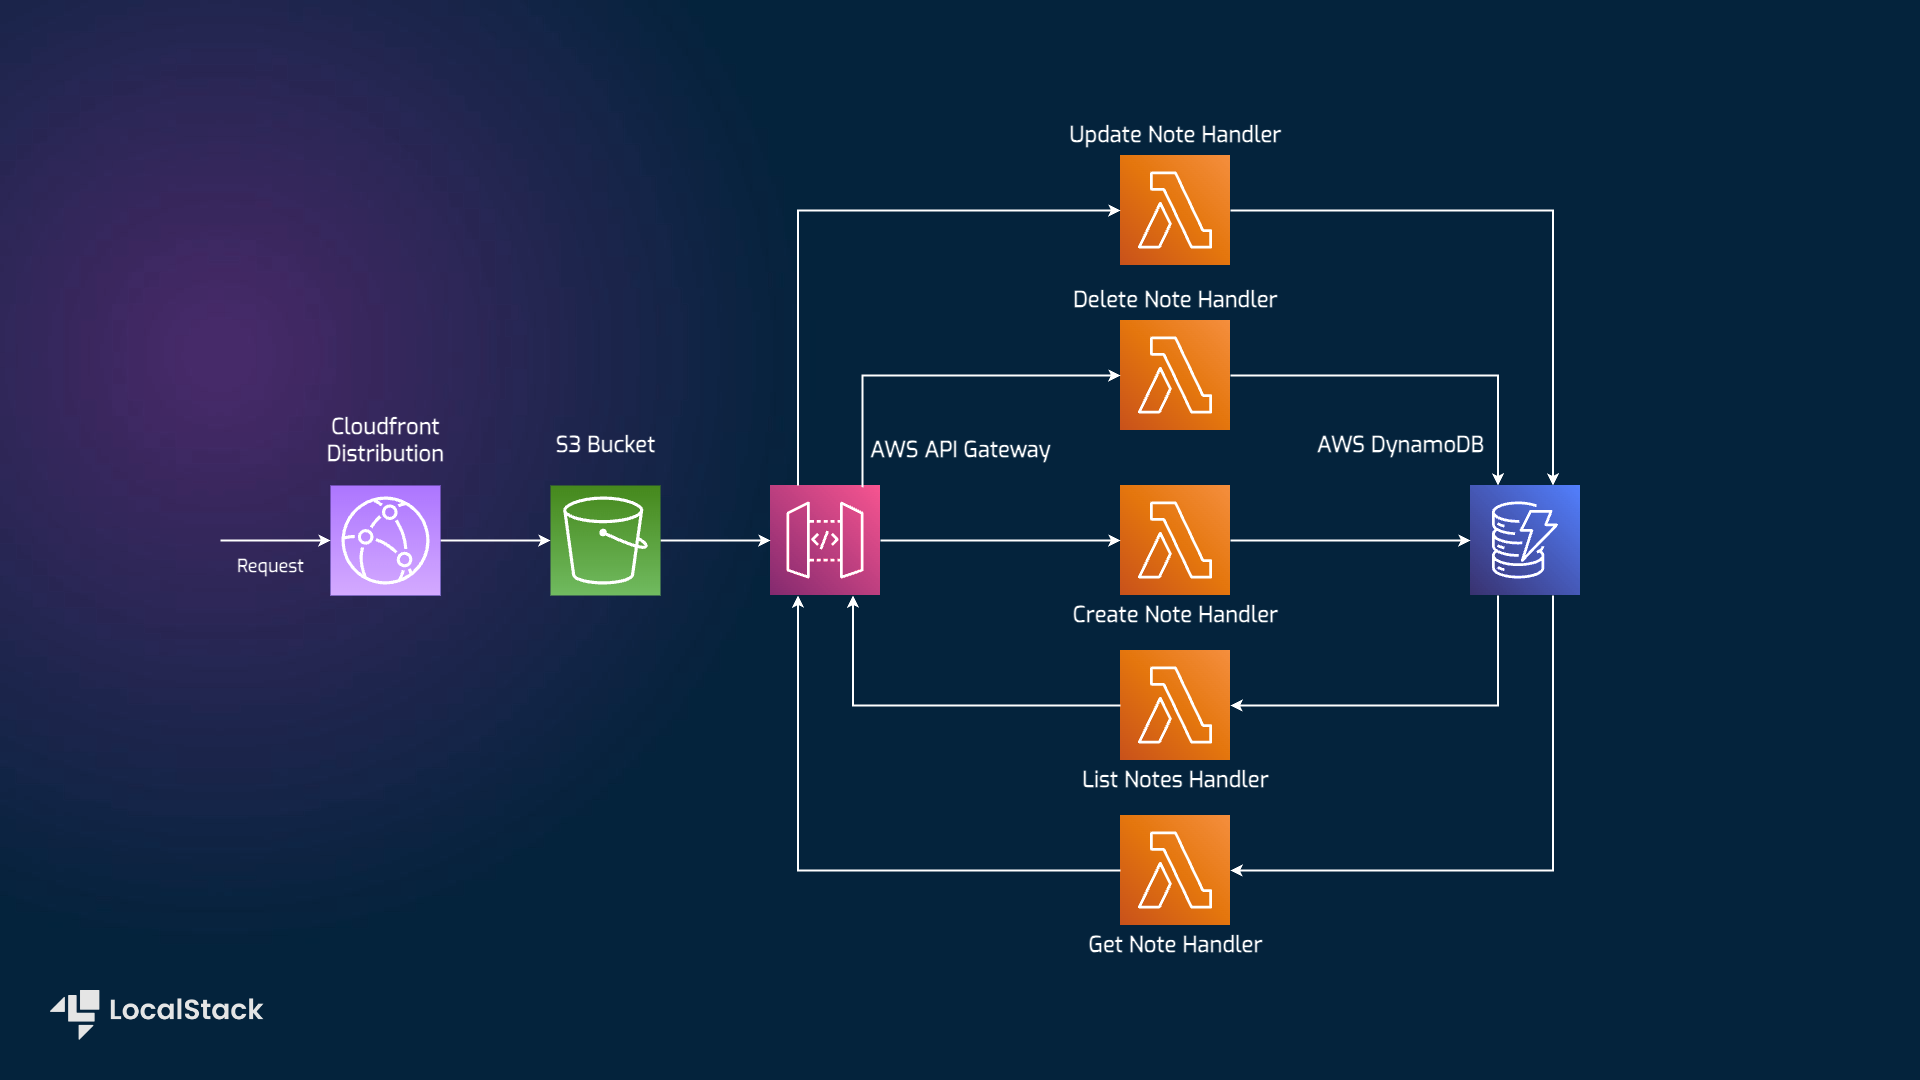 Update Note Handler
Delete Note Handler
Cloudfront
Distribution
S3 Bucket
AWS API Gateway
AWS DynamoDB
</>
Request
Create Note Handler
List Notes Handler
Get Note Handler
LocalStack